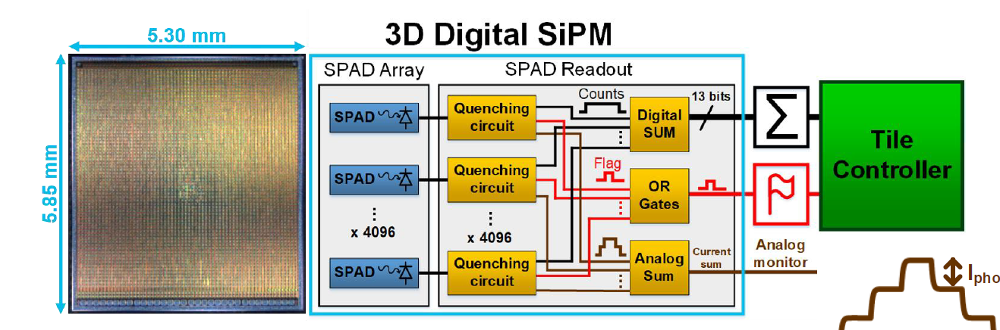 3D Digital SiPM
5.30 mm
5.85 mm
SPAD Array
SPAD Readout
SPAD
SPAD
x 4096
SPAD
Quenching
circuit
Quenching
circuit
x 4096
Quenching
circuit
Counts
Flag
Digital
SUM
OR
Gates
Analog
Sum
13 bits
Current
sum
Σ
Analog
monitor
Tile
Controller
Ipho